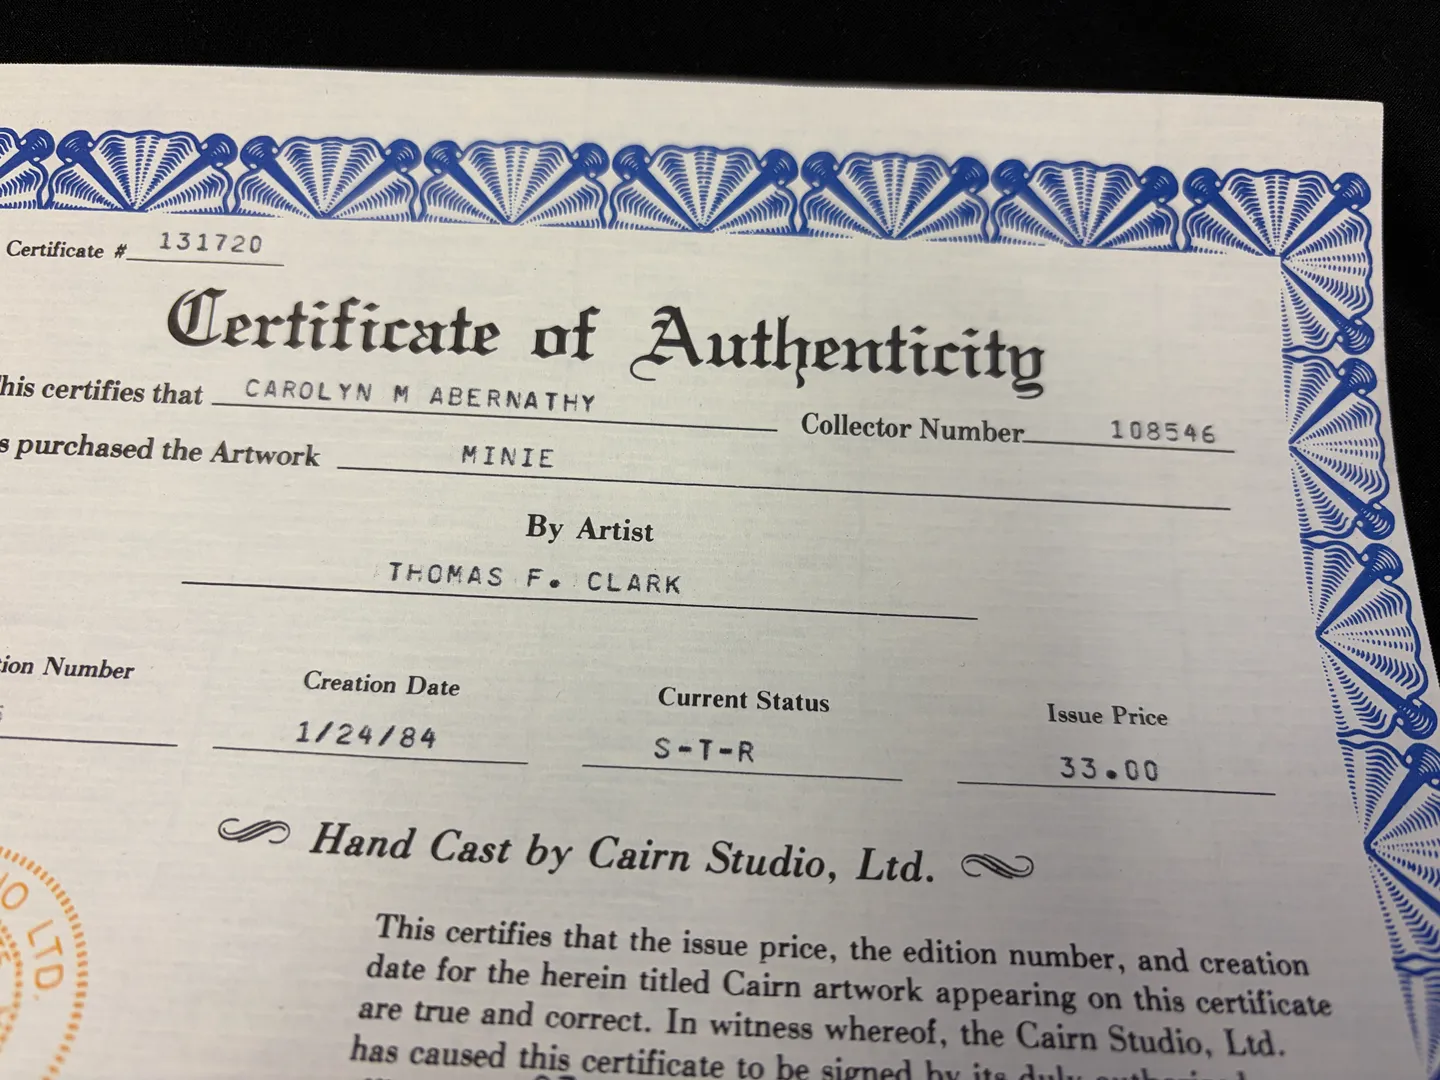 Certificate # 131720
Certificate of Authenticity
his certifies that CAROLYN M ABERNATHY Collector Number 108546
s purchased the Artwork MINIE
By Artist
THOMAS F. CLARK
ion Number Creation Date Current Status Issue Price
1/24/84 S-T-R 33.00
Hand Cast by Cairn Studio, Ltd.
This certifies that the issue price, the edition number, and creation
date for the herein titled Cairn artwork appearing on this certificate
are true and correct. In witness whereof, the Cairn Studio, Ltd.
has caused this certificate to be signed by its duly
IO LTD.